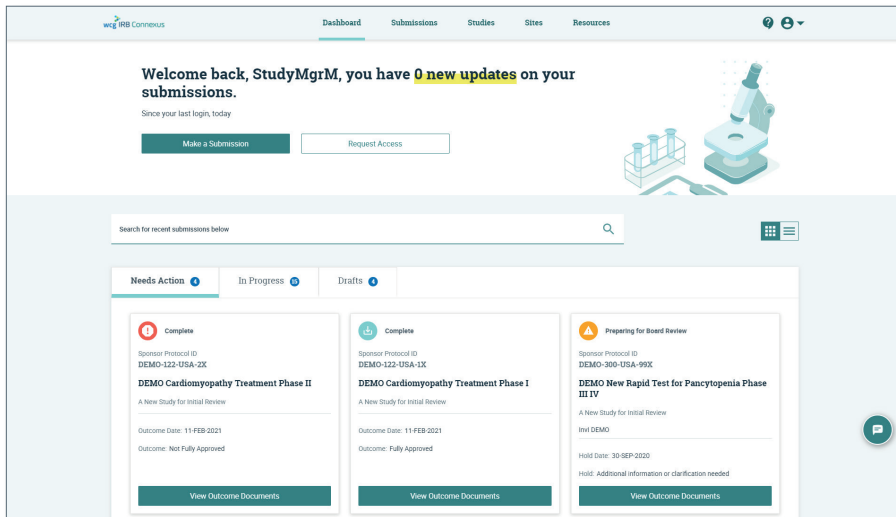 wcg IRB Connexus
Dashboard
Submissions
Studies
Sites
Resources
Welcome back, StudyMgrM, you have 0 new updates on your
submissions.
Since your last login, today
Make a Submission
Request Access
Search for recent submissions below
Needs Action 4
In Progress 15
Drafts 4
Complete
Sponsor Protocol ID
DEMO-122-USA-2X
DEMO Cardiomyopathy Treatment Phase II
A New Study for Initial Review
Outcome Date: 11-FEB-2021
Outcome: Not Fully Approved
View Outcome Documents
Complete
Sponsor Protocol ID
DEMO-122-USA-1X
DEMO Cardiomyopathy Treatment Phase I
A New Study for Initial Review
Outcome Date: 11-FEB-2021
Outcome: Fully Approved
View Outcome Documents
Preparing for Board Review
Sponsor Protocol ID
DEMO-300-USA-99X
DEMO New Rapid Test for Pancytopenia Phase
III IV
A New Study for Initial Review
Invl DEMO
Hold Date: 30-SEP-2020
Hold: Additional information or clarification needed
View Outcome Documents